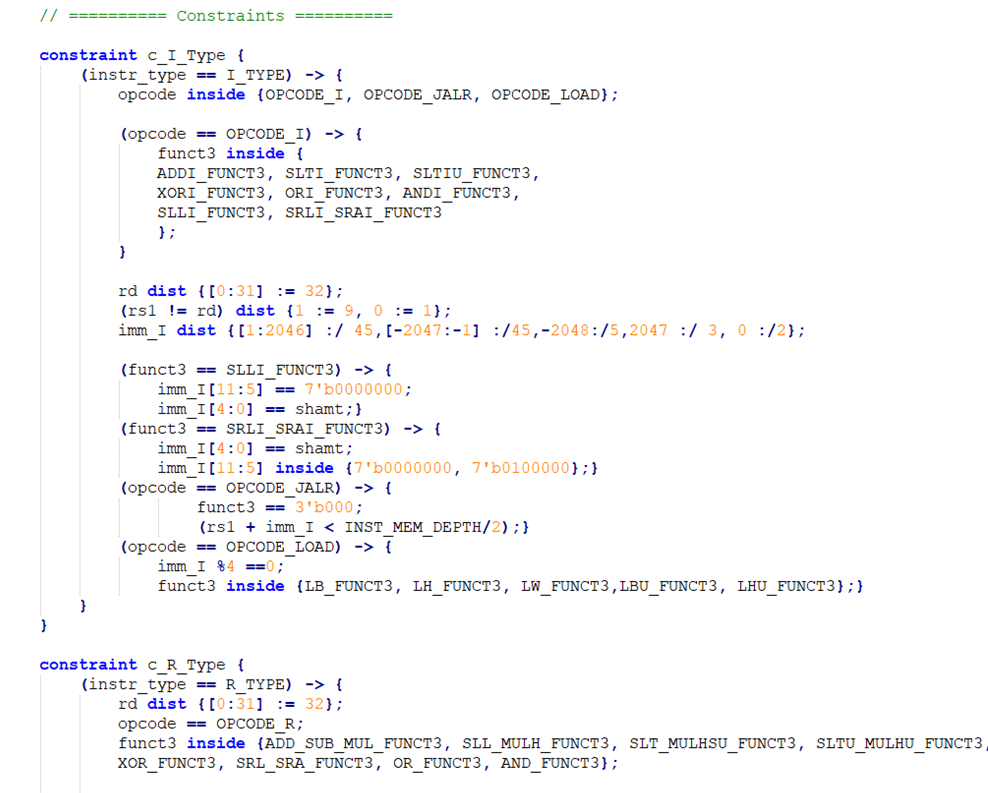 // ========== Constraints ==========
constraint c_I_Type {
(instr_type == I_TYPE) -> {
opcode inside {OPCODE_I, OPCODE_JALR, OPCODE_LOAD};
(opcode == OPCODE_I) -> {
funct3 inside {
ADDI_FUNCT3, SLTI_FUNCT3, SLTIU_FUNCT3,
XORI_FUNCT3, ORI_FUNCT3, ANDI_FUNCT3,
SLLI_FUNCT3, SRLI_SRAI_FUNCT3
};
}
rd dist {[0:31] := 32};
(rs1 != rd) dist {1 := 9, 0 := 1};
imm_I dist {[1:2046] :/ 45,[-2047:-1] :/45,-2048:/5,2047 :/ 3, 0 :/2};
(funct3 == SLLI_FUNCT3) -> {
imm_I[11:5] == 7'b0000000;
imm_I[4:0] == shamt;}
(funct3 == SRLI_SRAI_FUNCT3) -> {
imm_I[4:0] == shamt;
imm_I[11:5] inside {7'b0000000, 7'b0100000};}
(opcode == OPCODE_JALR) -> {
funct3 == 3'b000;
(rs1 + imm_I < INST_MEM_DEPTH/2);}
(opcode == OPCODE_LOAD) -> {
imm_I %4 ==0;
funct3 inside {LB_FUNCT3, LH_FUNCT3, LW_FUNCT3,LBU_FUNCT3, LHU_FUNCT3};}
}
}
constraint c_R_Type {
(instr_type == R_TYPE) -> {
rd dist {[0:31] := 32};
opcode == OPCODE_R;
funct3 inside {ADD_SUB_MUL_FUNCT3, SLL_MULH_FUNCT3, SLT_MULHSU_FUNCT3, SLTU_MULHU_FUNCT3,
XOR_FUNCT3, SRL_SRA_FUNCT3, OR_FUNCT3, AND_FUNCT3};